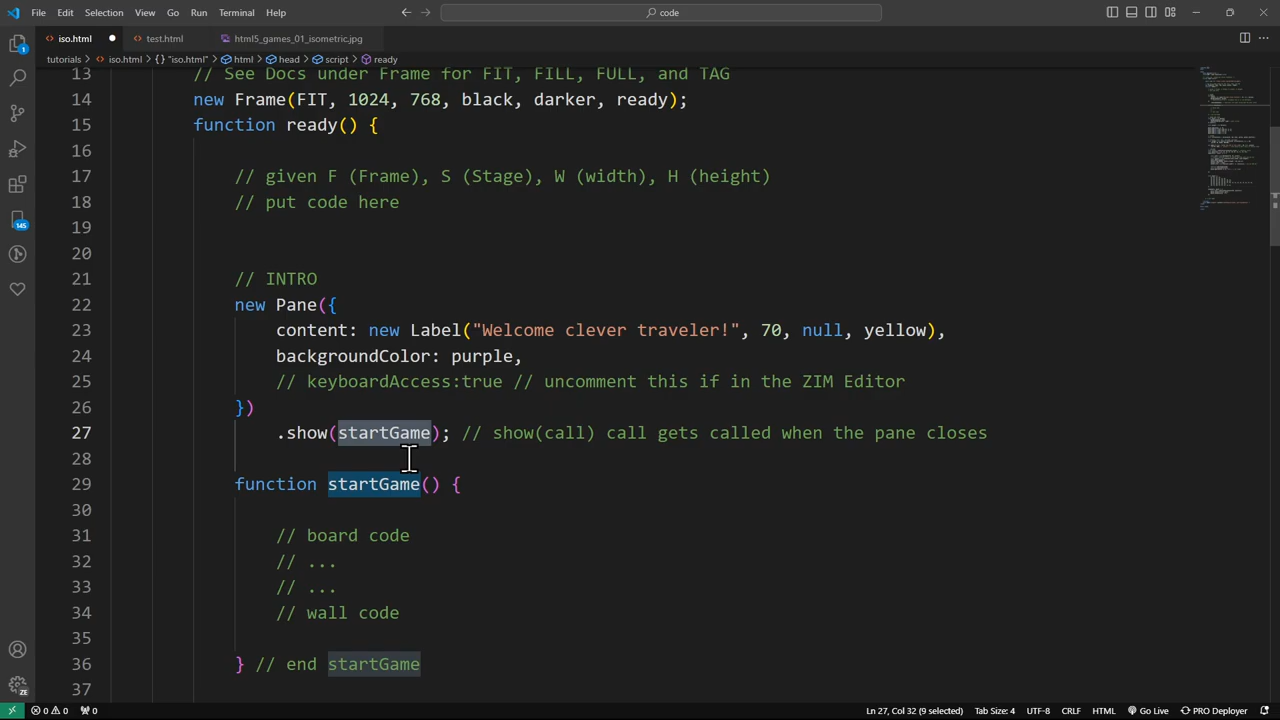 File Edit Selection View Go Run Terminal Help code
iso.html test.html html5_games_01_isometric.jpg
tutorials > iso.html > {} "iso.html" > html > head > script > ready
13 // See Docs under Frame for FIT, FILL, FULL, and TAG
14 new Frame(FIT, 1024, 768, black, darker, ready);
15 function ready() {
16
17 // given F (Frame), S (Stage), W (width), H (height)
18 // put code here
19
20
21 // INTRO
22 new Pane({
23 content: new Label("Welcome clever traveler!", 70, null, yellow),
24 backgroundColor: purple,
25 // keyboardAccess:true // uncomment this if in the ZIM Editor
26 })
27 .show(startGame); // show(call) call gets called when the pane closes
28
29 function startGame() {
30
31 // board code
32 // ...
33 // ...
34 // wall code
35
36 } // end startGame
37
1
145
ZE
0 0 0 Ln 27, Col 32 (9 selected) Tab Size: 4 UTF-8 CRLF HTML Go Live PRO Deployer